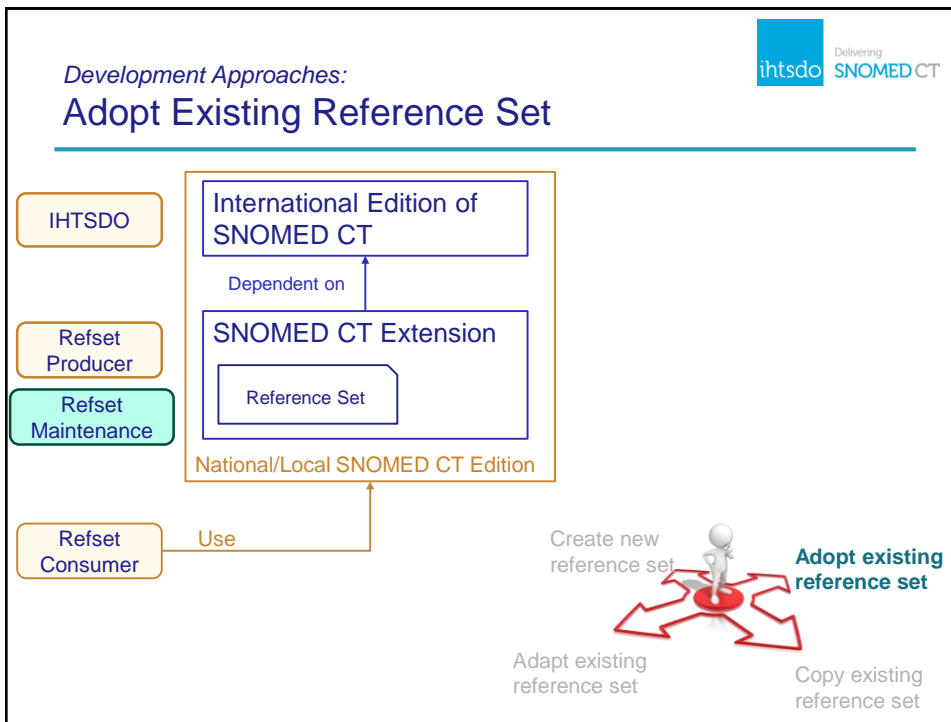 Development Approaches:
Adopt Existing Reference Set
ihtsdo
Delivering
SNOMED CT
IHTSDO
International Edition of
SNOMED CT
Dependent on
Refset
Producer
SNOMED CT Extension
Reference Set
Refset
Maintenance
National/Local SNOMED CT Edition
Refset
Consumer
Use
Create new
reference set
Adopt existing
reference set
Adapt existing
reference set
Copy existing
reference set